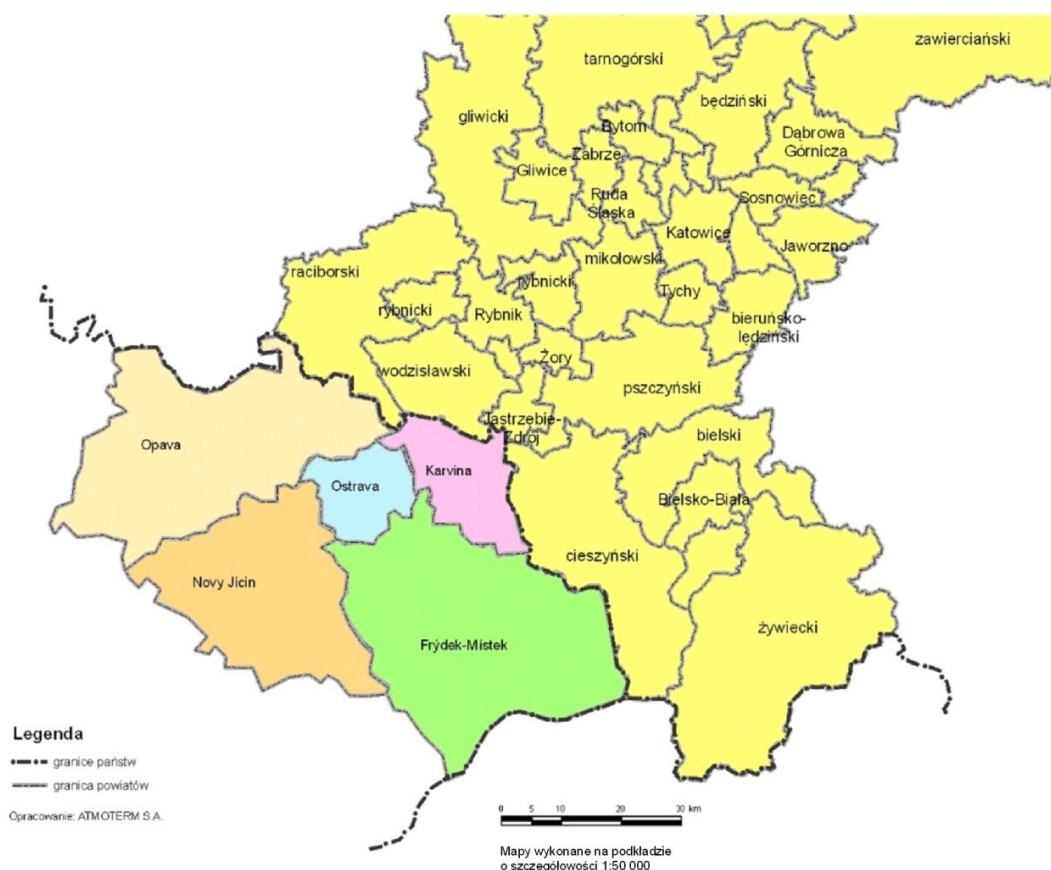 zawierciański
tarnogórski
będziński
gliwicki
Bytom
Dąbrowa
Górnicza
Zabrze
Gliwice
Ruda
Śląska
Sosnowiec
Katowice
Jaworzno
mikołowski
raciborski
rybnicki
Tychy
rybnicki
Rybnik
bieruńsko-
lędziński
Żory
wodzisławski
pszczyński
Jastrzebie-
Zdrój
bielski
Opava
Karvina
Ostrava
Bielsko-Biała
cieszyński
Novy Jicin
żywiecki
Frýdek-Mistek
Legenda
granice państw
granica powiatów
Opracowanie: ATMOTERM S.A.
0 5 10 20 30 km
Mapy wykonane na podkładzie
o szczegółowości 1:50 000